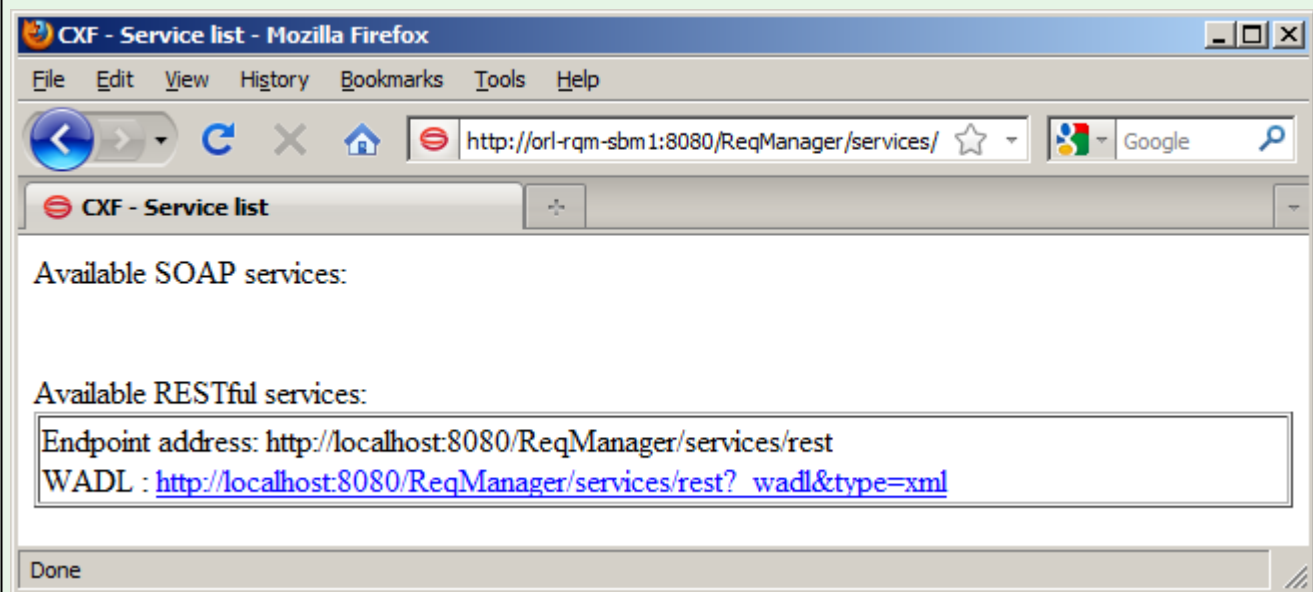 CXF - Service list - Mozilla Firefox
File Edit View History Bookmarks Tools Help
http://orl-rqm-sbm1:8080/ReqManager/services/ Google
CXF - Service list
Available SOAP services:
Available RESTful services:
Endpoint address: http://localhost:8080/ReqManager/services/rest
WADL : http://localhost:8080/ReqManager/services/rest?_wadl&type=xml
Done